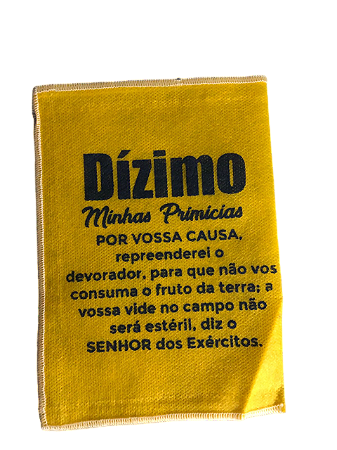 Dízimo
Minhas Primicias
POR VOSSA CAUSA,
repreenderei o
devorador, para que não vos
consuma o fruto da terra; a
vossa vide no campo não
será estéril, diz o
SENHOR dos Exércitos.